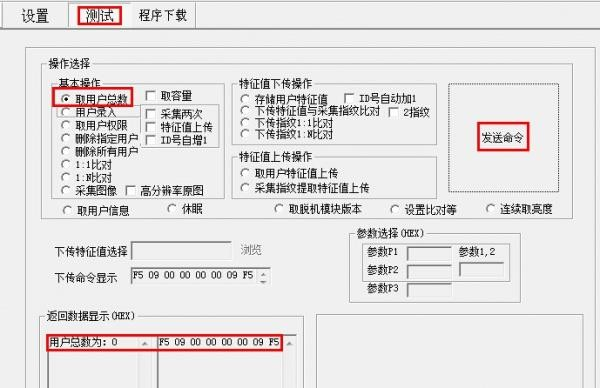 设置 测试 程序下载
操作选择
基本操作
取用户总数 取容量
用户录入 采集两次
取用户权限 特征值上传
删除指定用户 ID号自增1
删除所有用户
1:1比对
1:N比对
采集图像 高分辨率原图
特征值下传操作
存储用户特征值 ID号自动加1
下传特征值与采集指纹比对 2指纹
下传指纹1:1比对
下传指纹1:N比对
特征值上传操作
取用户特征值上传
采集指纹提取特征值上传
发送命令
取用户信息 休眠 取脱机模块版本 设置比对等 连续取亮度
下传特征值选择 浏览
下传命令显示 F5 09 00 00 00 00 09 F5
参数选择(HEX)
参数P1 参数1,2
参数P2
参数P3
返回数据显示(HEX)
用户总数为: 0 F5 09 00 00 00 00 09 F5